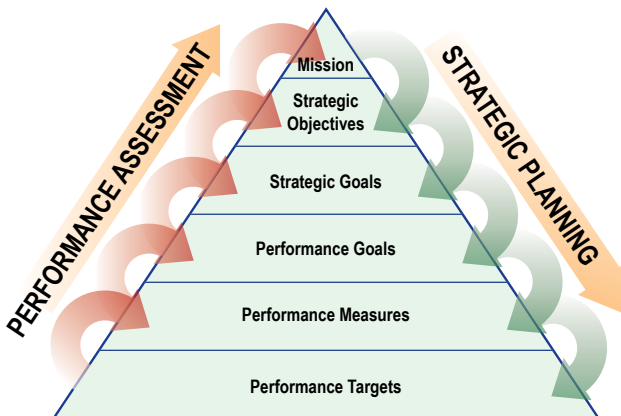 PERFORMANCE ASSESSMENT
STRATEGIC PLANNING
Mission
Strategic
Objectives
Strategic Goals
Performance Goals
Performance Measures
Performance Targets